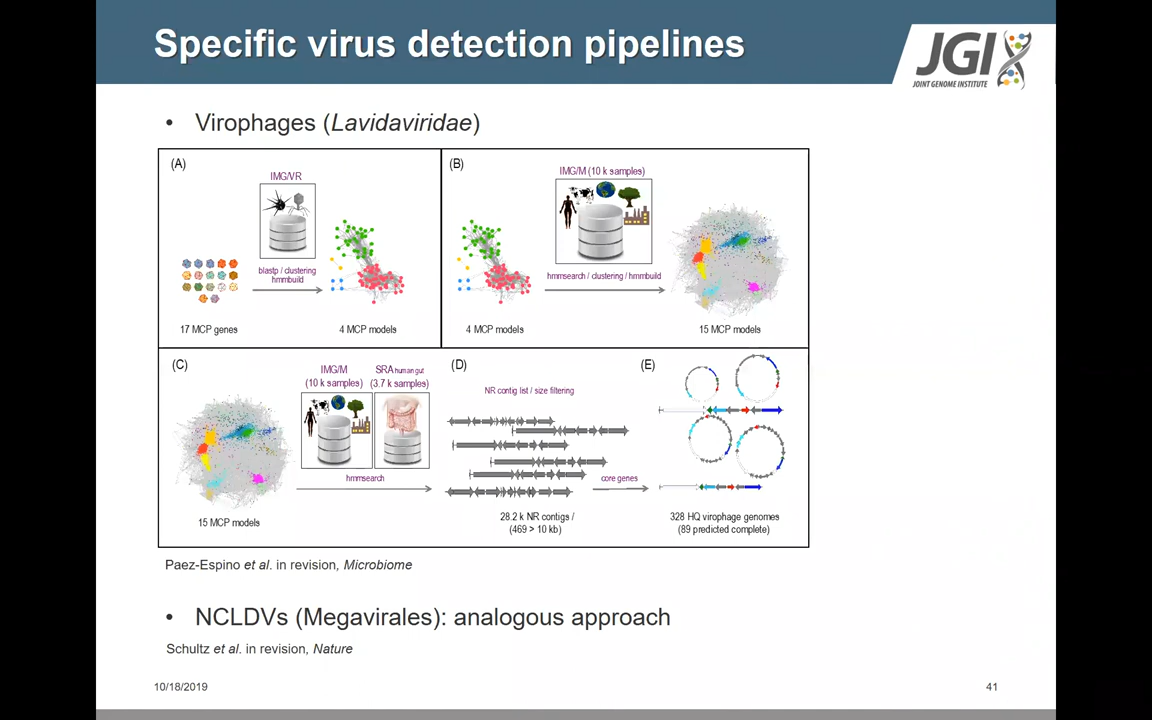 Specific virus detection pipelines
JGI
JOINT GENOME INSTITUTE
• Virophages (Lavidaviridae)
(A)
IMG/VR
blastp / clustering
hmmbuild
17 MCP genes
4 MCP models
(B)
IMG/M (10 k samples)
hmmsearch / clustering / hmmbuild
4 MCP models
15 MCP models
(C)
IMG/M
(10 k samples)
SRA human gut
(3.7 k samples)
hmmsearch
15 MCP models
(D)
NR contig list / size filtering
core genes
28.2 k NR contigs /
(469 > 10 kb)
(E)
328 HQ virophage genomes
(89 predicted complete)
Paez-Espino et al. in revision, Microbiome
• NCLDVs (Megavirales): analogous approach
Schultz et al. in revision, Nature
10/18/2019
41